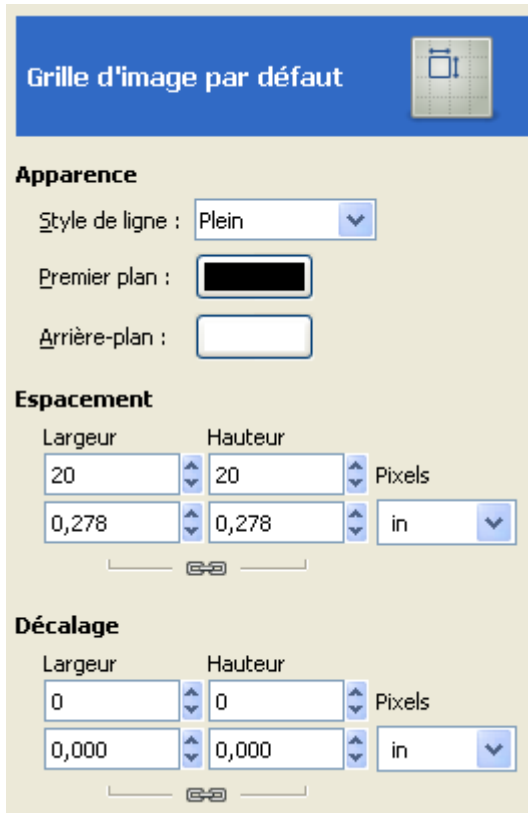 Grille d'image par défaut
Apparence
Style de ligne : Plein
Premier plan :
Arrière-plan :
Espacement
Largeur Hauteur
20 20 Pixels
0,278 0,278 in
Décalage
Largeur Hauteur
0 0 Pixels
0,000 0,000 in